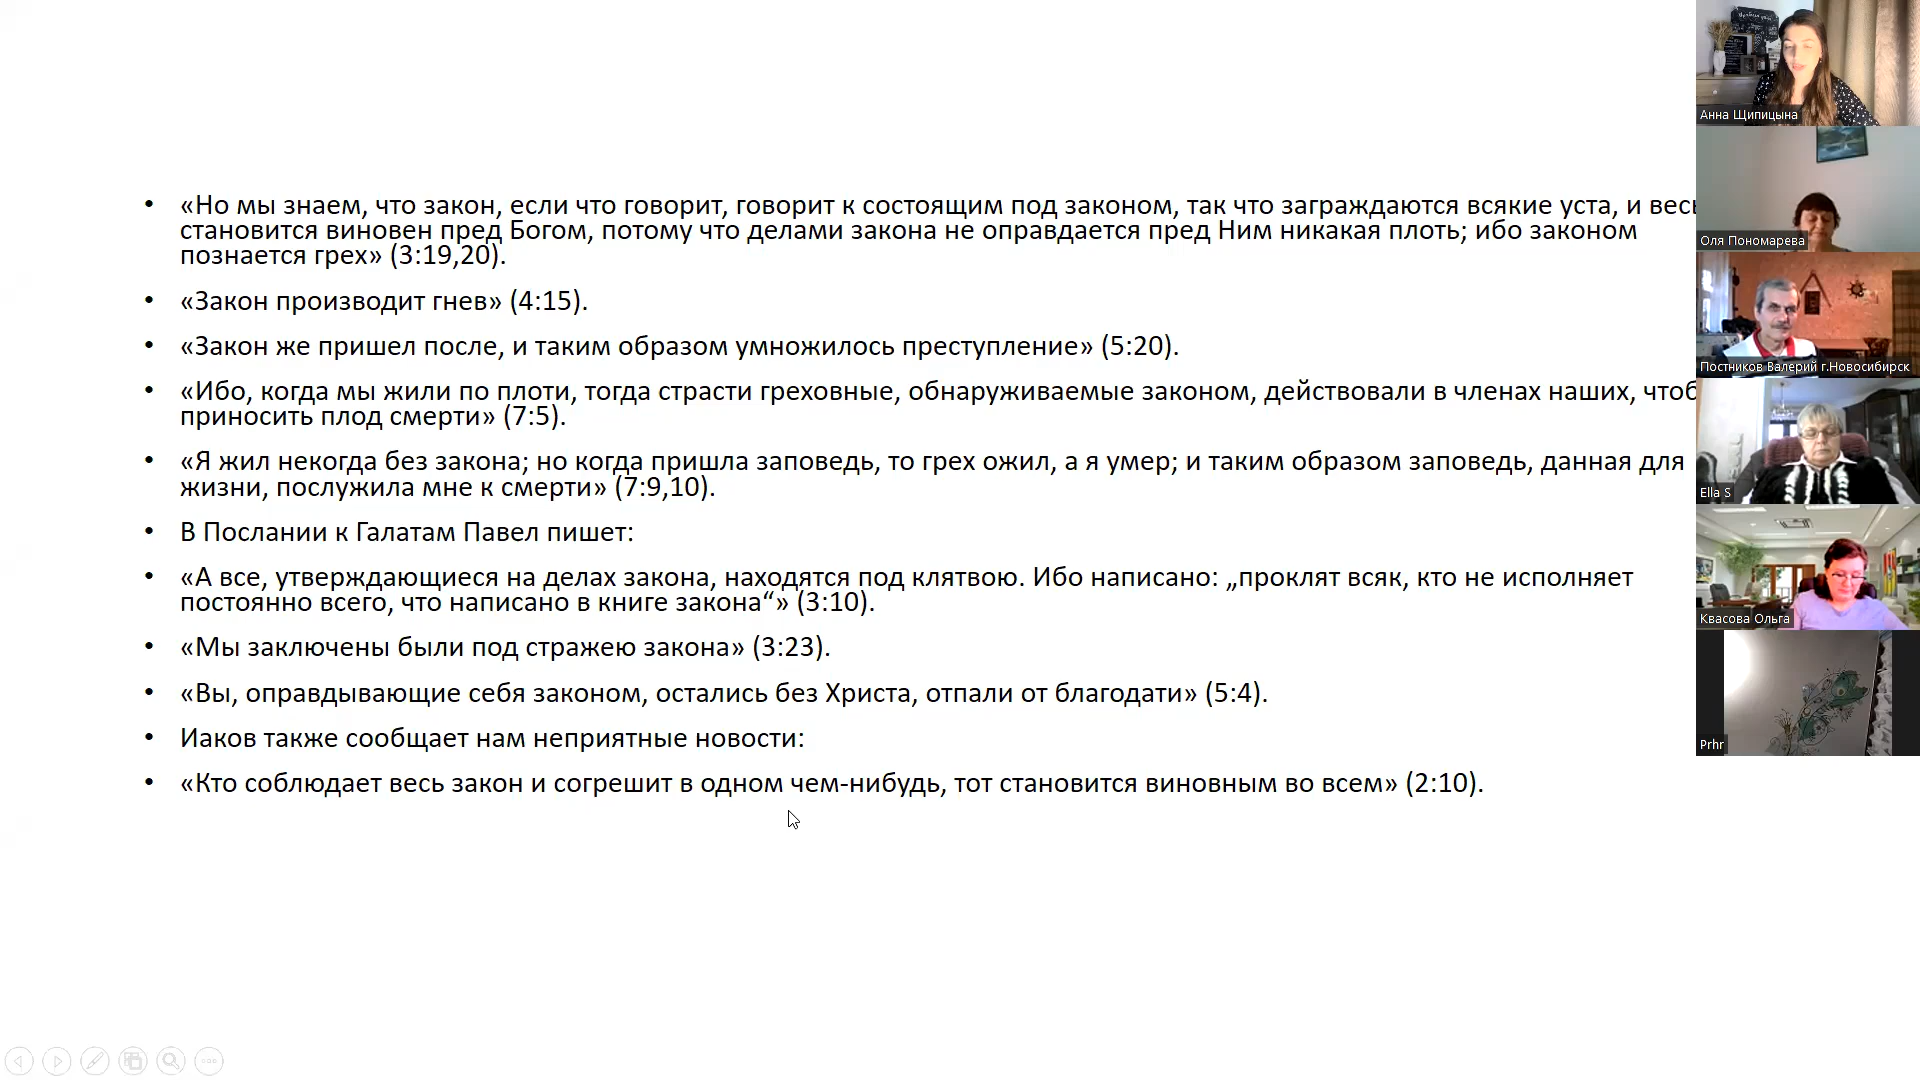 • «Но мы знаем, что закон, если что говорит, говорит к состоящим под законом, так что заграждаются всякие уста, и весь
становится виновен пред Богом, потому что делами закона не оправдается пред Ним никакая плоть; ибо законом
познается грех» (3:19,20).
• «Закон производит гнев» (4:15).
• «Закон же пришел после, и таким образом умножилось преступление» (5:20).
• «Ибо, когда мы жили по плоти, тогда страсти греховные, обнаруживаемые законом, действовали в членах наших, чтоб
приносить плод смерти» (7:5).
• «Я жил некогда без закона; но когда пришла заповедь, то грех ожил, а я умер; и таким образом заповедь, данная для
жизни, послужила мне к смерти» (7:9,10).
• В Послании к Галатам Павел пишет:
• «А все, утверждающиеся на делах закона, находятся под клятвою. Ибо написано: „проклят всяк, кто не исполняет
постоянно всего, что написано в книге закона“» (3:10).
• «Мы заключены были под стражею закона» (3:23).
• «Вы, оправдывающие себя законом, остались без Христа, отпали от благодати» (5:4).
• Иаков также сообщает нам неприятные новости:
• «Кто соблюдает весь закон и согрешит в одном чем-нибудь, тот становится виновным во всем» (2:10).
Анна Щипицына
Оля Пономарева
Постников Валерий г.Новосибирск
Ella S
Квасова Ольга
Prhr